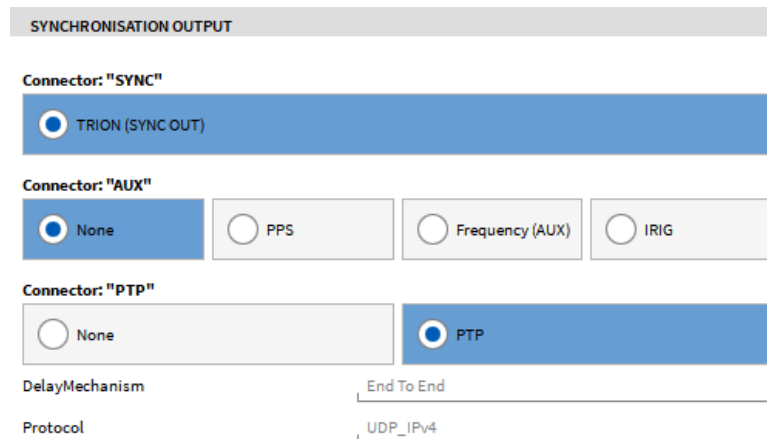 SYNCHRONISATION OUTPUT
Connector: "SYNC"
TRION (SYNC OUT)
Connector: "AUX"
None PPS Frequency (AUX) IRIG
Connector: "PTP"
None PTP
DelayMechanism End To End
Protocol UDP_IPv4